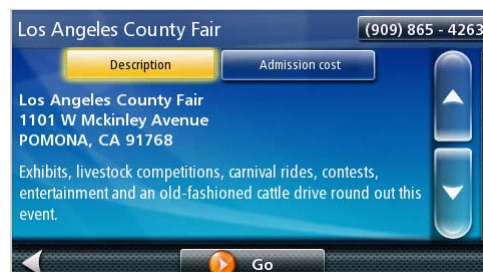 Los Angeles County Fair
(909) 865 - 4263
Description
Admission cost
Los Angeles County Fair
1101 W Mckinley Avenue
POMONA, CA 91768
Exhibits, livestock competitions, carnival rides, contests,
entertainment and an old-fashioned cattle drive round out this
event.
Go